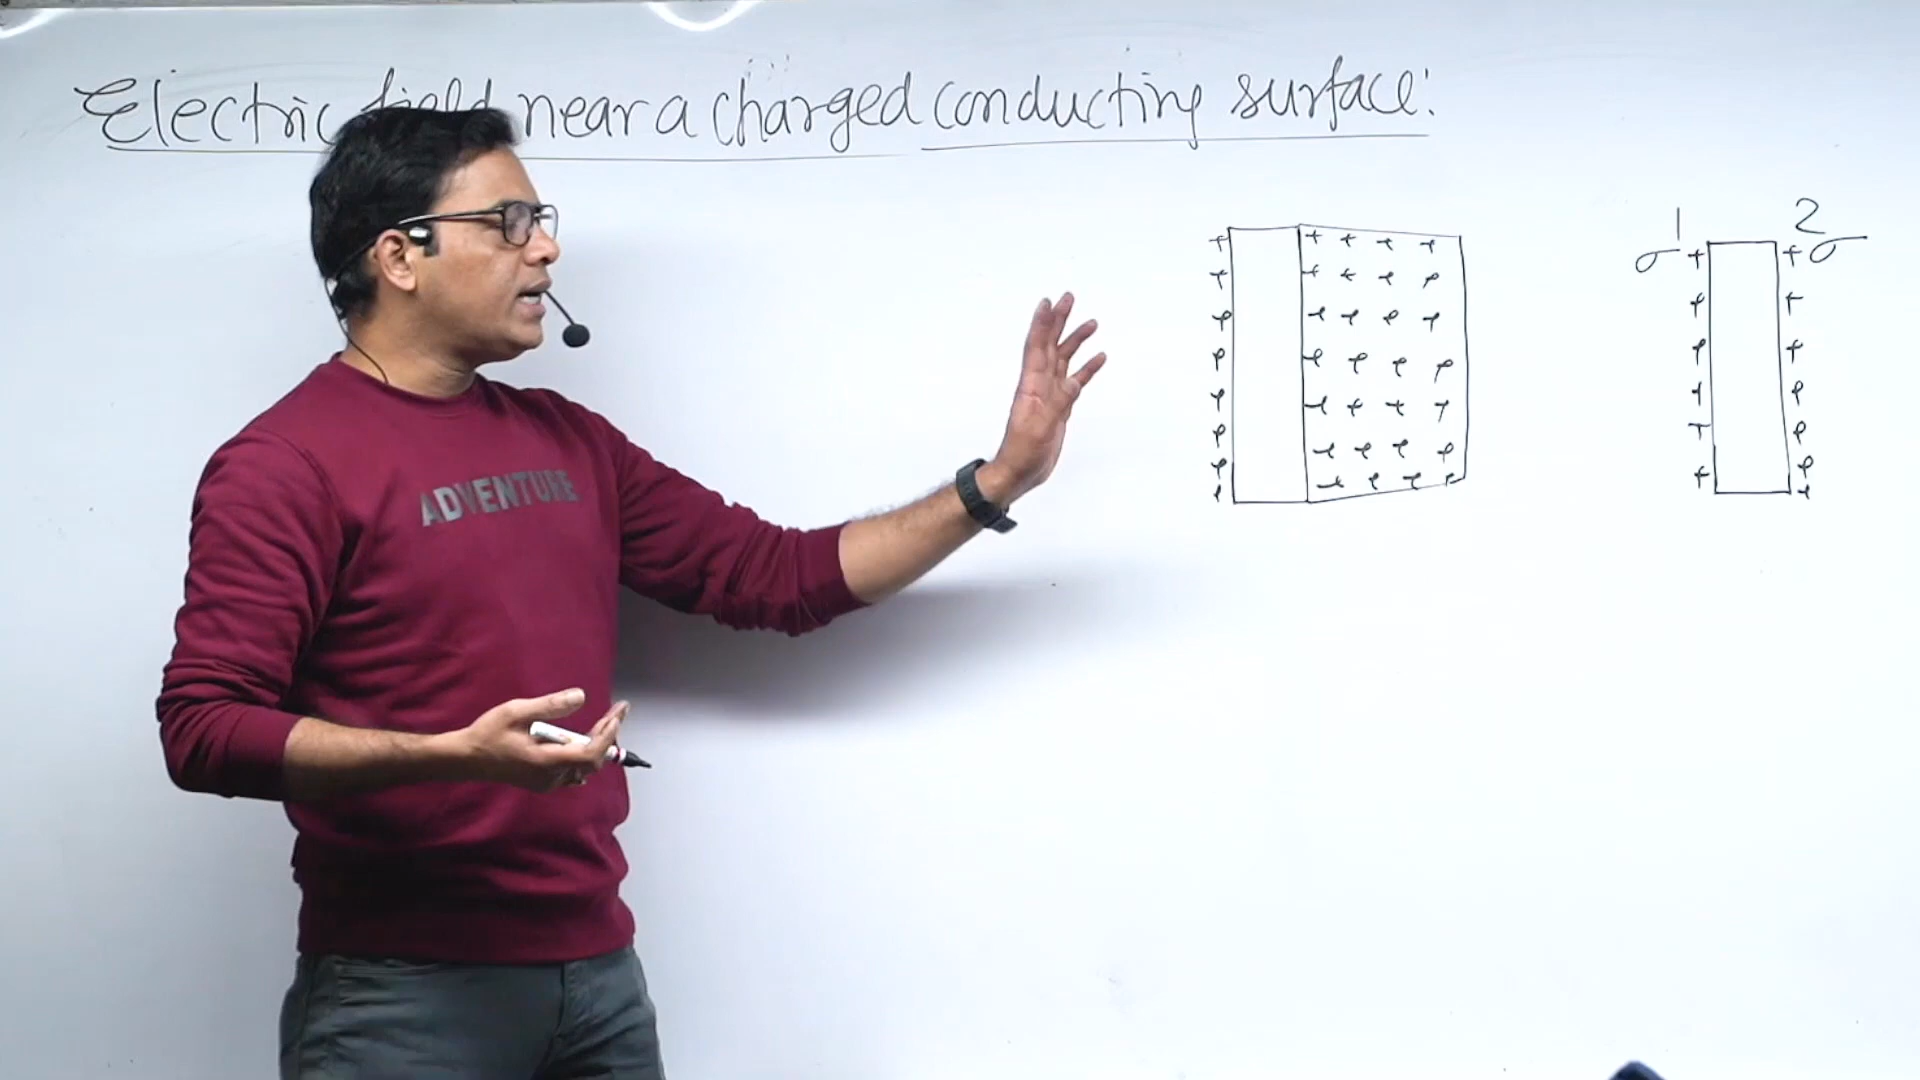 Electric field near a charged conducting surface:
1 2
σ + + σ
ADVENTURE